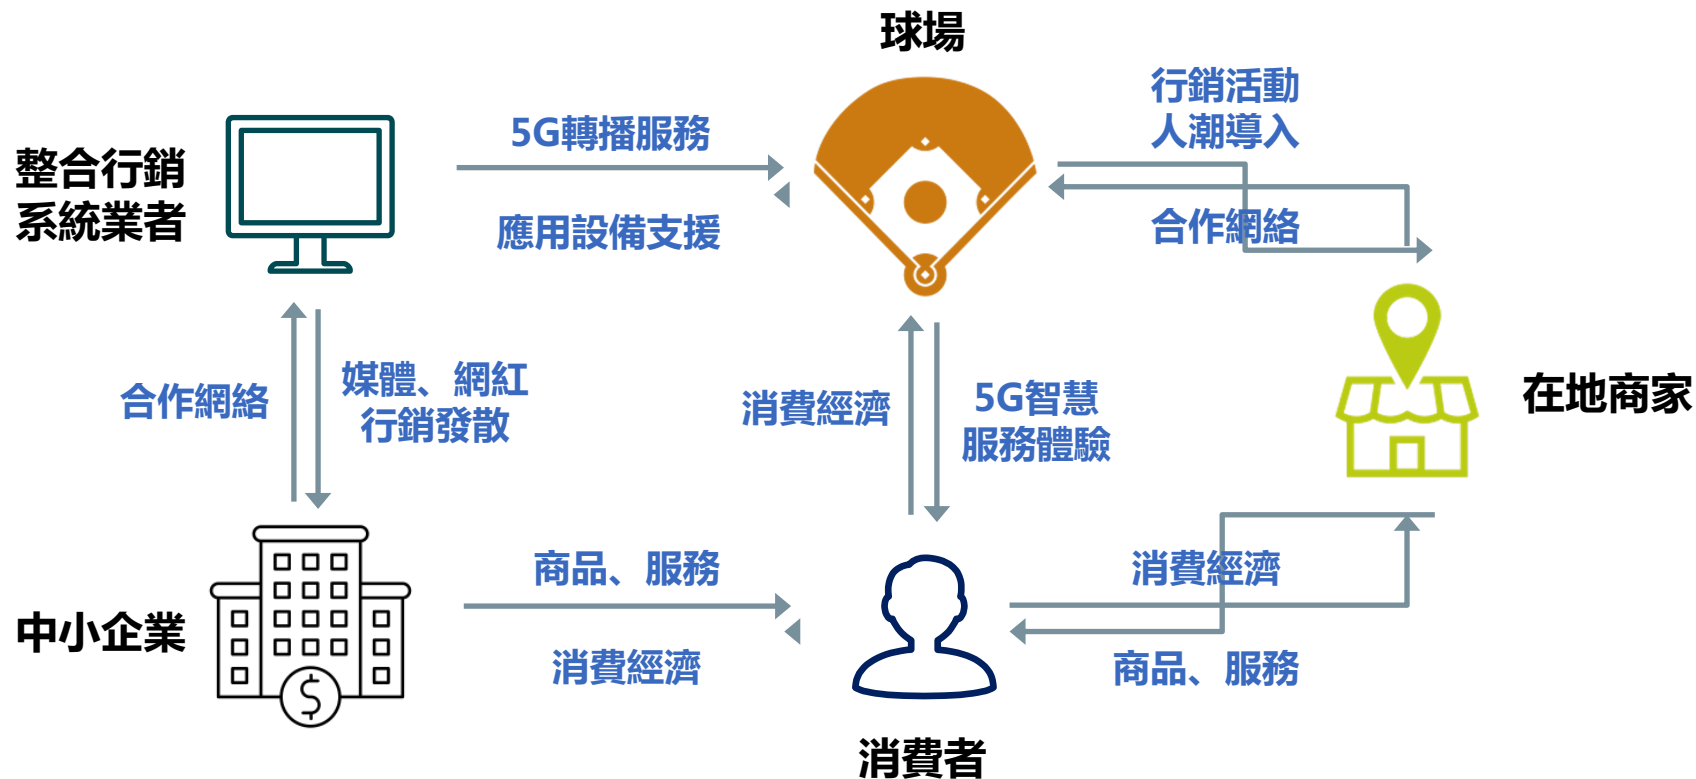 球場
行銷活動
人潮導入
5G轉播服務
整合行銷
系統業者
應用設備支援
合作網絡
合作網絡
媒體、網紅
行銷發散
消費經濟
5G智慧
服務體驗
在地商家
商品、服務
消費經濟
中小企業
消費經濟
商品、服務
消費者